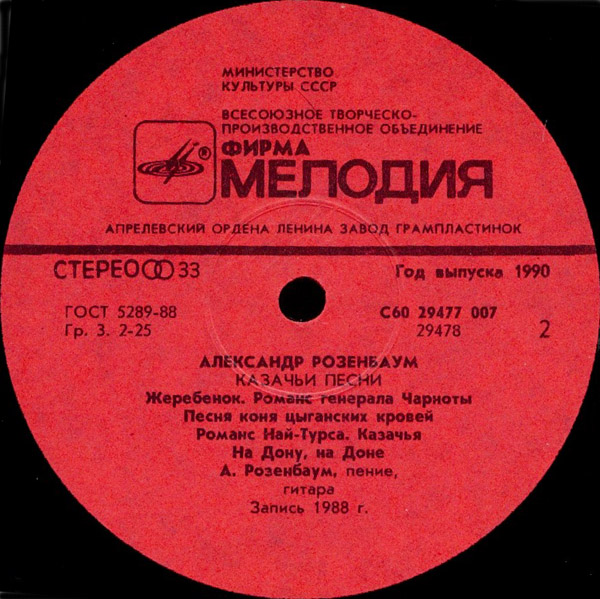 МИНИСТЕРСТВО
КУЛЬТУРЫ СССР
ВСЕСОЮЗНОЕ ТВОРЧЕСКО-
ПРОИЗВОДСТВЕННОЕ ОБЪЕДИНЕНИЕ
®
ФИРМА
МЕЛОДИЯ
АПРЕЛЕВСКИЙ ОРДЕНА ЛЕНИНА ЗАВОД ГРАМПЛАСТИНОК
СТЕРЕО 33
Год выпуска 1990
ГОСТ 5289-88
Гр. 3. 2-25
С60 29477 007
29478
2
АЛЕКСАНДР РОЗЕНБАУМ
КАЗАЧЬИ ПЕСНИ
Жеребенок. Романс генерала Чарноты
Песня коня цыганских кровей
Романс Най-Турса. Казачья
На Дону, на Доне
А. Розенбаум, пение,
гитара
Запись 1988 г.